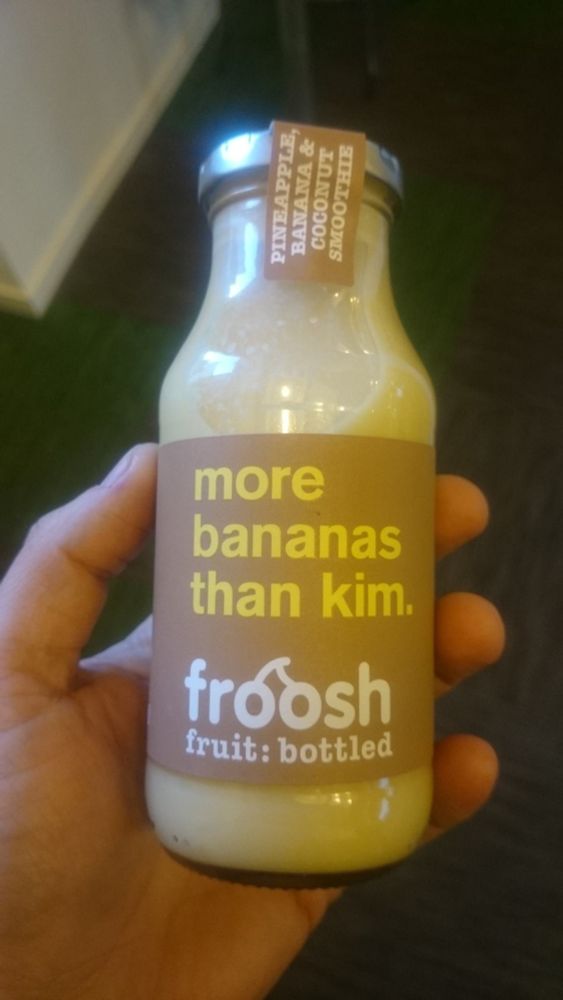 PINEAPPLE,
BANANA &
COCONUT
SMOOTHIE
more
bananas
than kim.
froosh
fruit: bottled